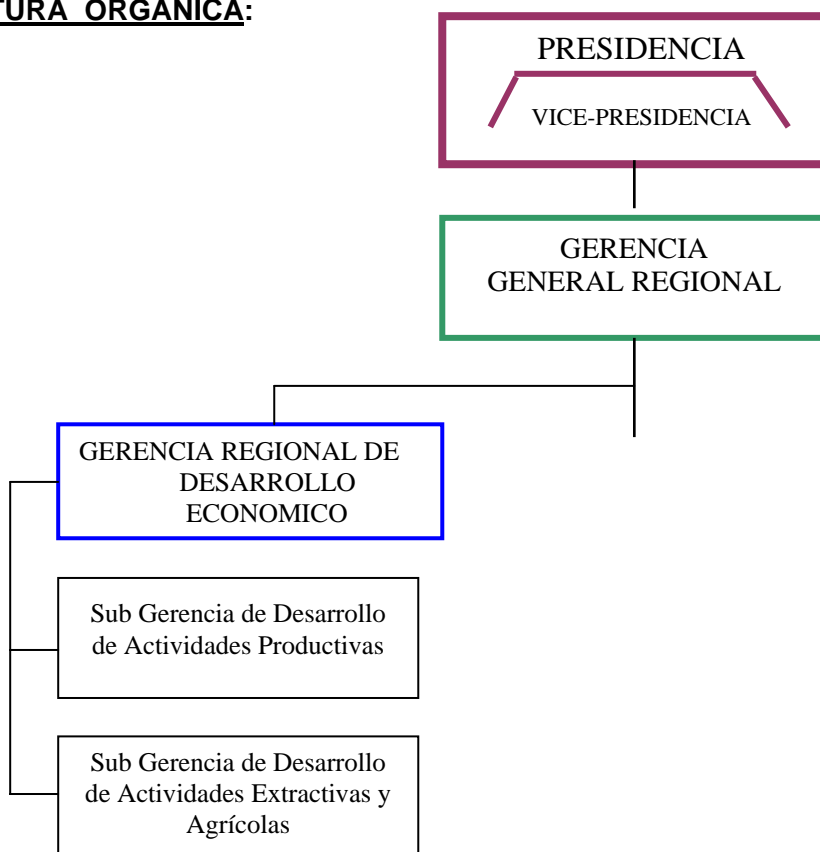 TURA ORGANICA:
PRESIDENCIA
VICE-PRESIDENCIA
GERENCIA
GENERAL REGIONAL
GERENCIA REGIONAL DE
DESARROLLO
ECONOMICO
Sub Gerencia de Desarrollo
de Actividades Productivas
Sub Gerencia de Desarrollo
de Actividades Extractivas y
Agrícolas